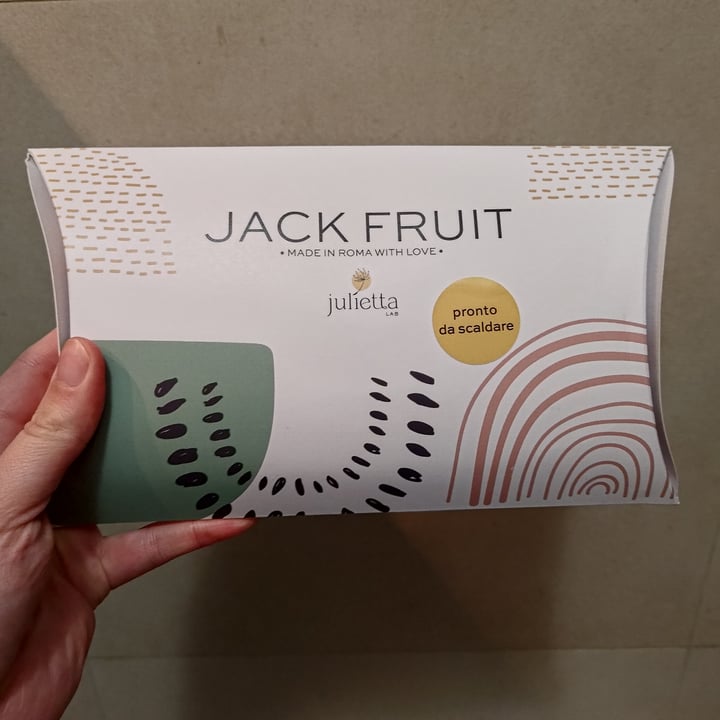 JACK FRUIT
• MADE IN ROMA WITH LOVE •
julietta
LAB
pronto
da scaldare